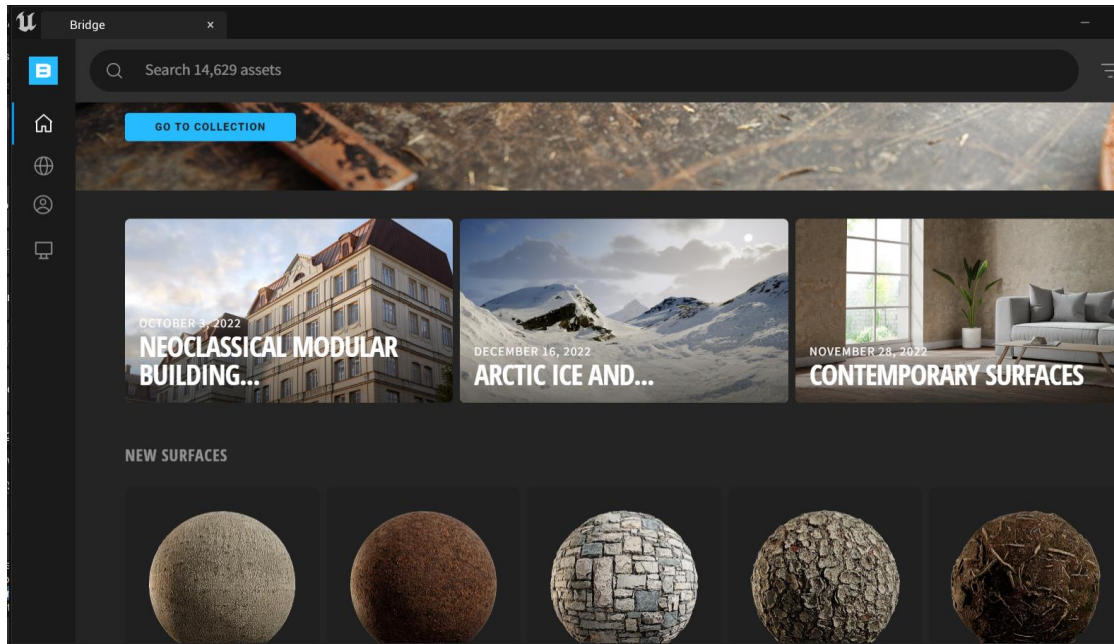 Bridge
Search 14,629 assets
GO TO COLLECTION
OCTOBER 3, 2022
NEOCLASSICAL MODULAR
BUILDING...
DECEMBER 16, 2022
ARCTIC ICE AND...
NOVEMBER 28, 2022
CONTEMPORARY SURFACES
NEW SURFACES